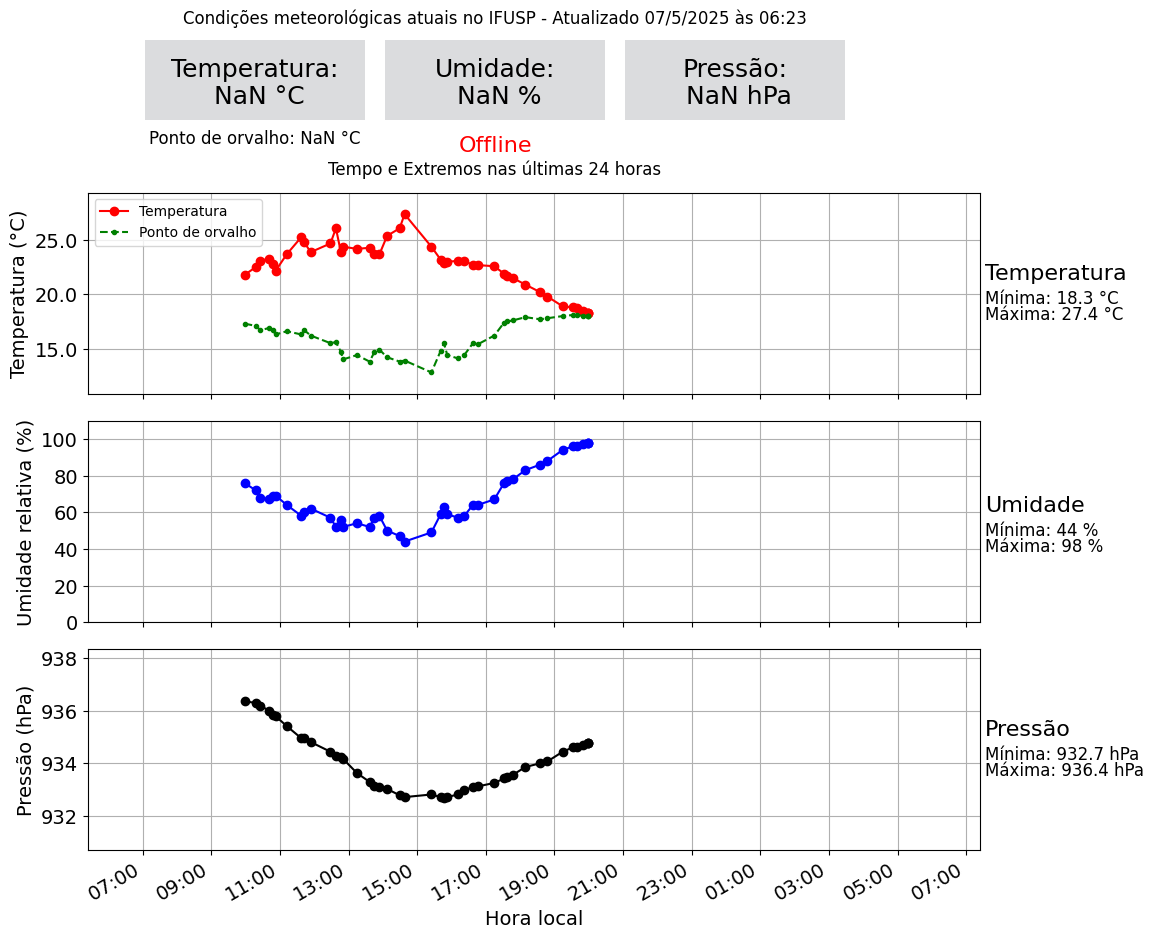 Condições meteorológicas atuais no IFUSP - Atualizado 07/5/2025 às 06:23
Temperatura:
NaN °C
Umidade:
NaN %
Pressão:
NaN hPa
Ponto de orvalho: NaN °C
Offline
Tempo e Extremos nas últimas 24 horas
Temperatura
Ponto de orvalho
Temperatura (°C)
25.0
20.0
15.0
Temperatura
Mínima: 18.3 °C
Máxima: 27.4 °C
Umidade relativa (%)
100
80
60
40
20
0
Umidade
Mínima: 44 %
Máxima: 98 %
Pressão (hPa)
938
936
934
932
Pressão
Mínima: 932.7 hPa
Máxima: 936.4 hPa
07:00 09:00 11:00 13:00 15:00 17:00 19:00 21:00 23:00 01:00 03:00 05:00 07:00
Hora local